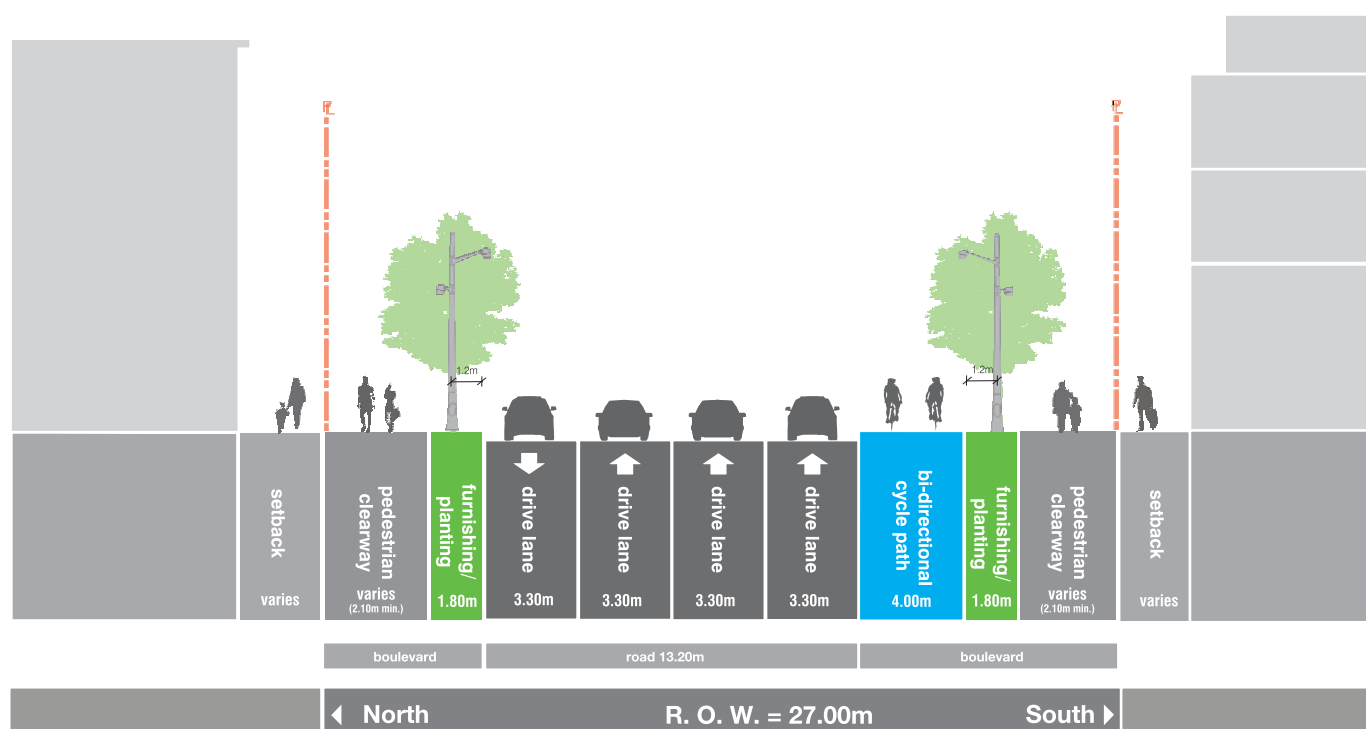 PL
PL
1.2m
1.2m
setback
varies
pedestrian
clearway
varies
(2.10m min.)
furnishing/
planting
1.80m
drive lane
3.30m
drive lane
3.30m
drive lane
3.30m
drive lane
3.30m
bi-directional
cycle path
4.00m
furnishing/
planting
1.80m
pedestrian
clearway
varies
(2.10m min.)
setback
varies
boulevard
road 13.20m
boulevard
North
R. O. W. = 27.00m
South